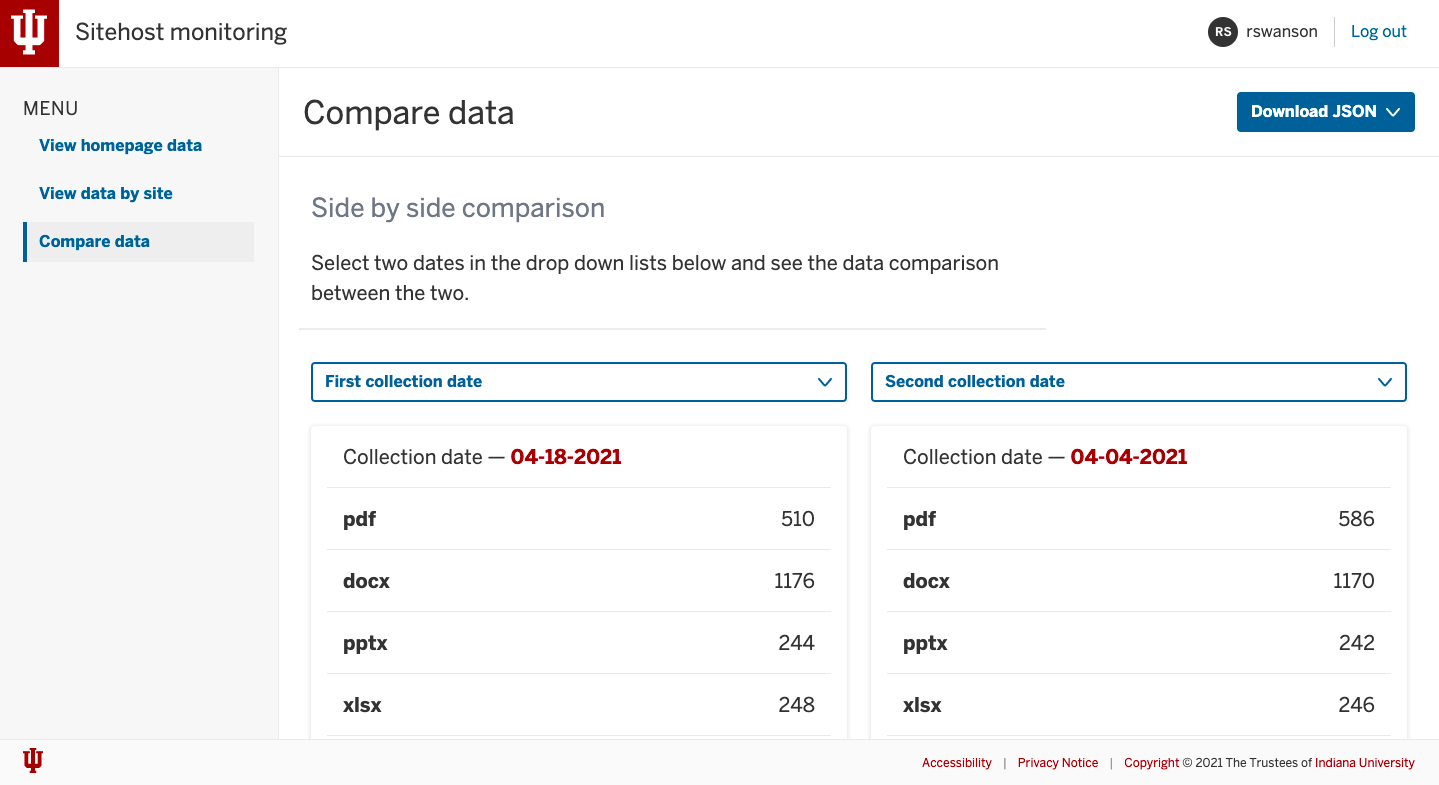 Sitehost monitoring
RS rswanson Log out
MENU
View homepage data
View data by site
Compare data
Compare data
Download JSON
Side by side comparison
Select two dates in the drop down lists below and see the data comparison
between the two.
First collection date
Second collection date
Collection date — 04-18-2021
pdf 510
docx 1176
pptx 244
xlsx 248
Collection date — 04-04-2021
pdf 586
docx 1170
pptx 242
xlsx 246
Accessibility | Privacy Notice | Copyright © 2021 The Trustees of Indiana University